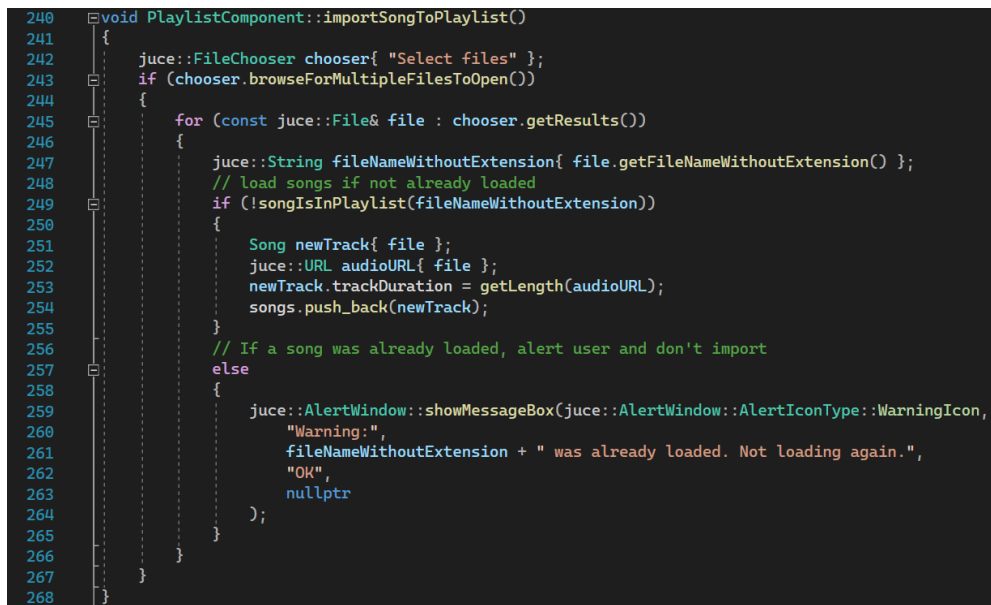 240 void PlaylistComponent::importSongToPlaylist()
241 {
242     juce::FileChooser chooser{ "Select files" };
243     if (chooser.browseForMultipleFilesToOpen())
244     {
245         for (const juce::File& file : chooser.getResults())
246         {
247             juce::String fileNameWithoutExtension{ file.getFileNameWithoutExtension() };
248             // load songs if not already loaded
249             if (!songIsInPlaylist(fileNameWithoutExtension))
250             {
251                 Song newTrack{ file };
252                 juce::URL audioURL{ file };
253                 newTrack.trackDuration = getLength(audioURL);
254                 songs.push_back(newTrack);
255             }
256             // If a song was already loaded, alert user and don't import
257             else
258             {
259                 juce::AlertWindow::showMessageBox(juce::AlertWindow::AlertIconType::WarningIcon,
260                     "Warning:",
261                     fileNameWithoutExtension + " was already loaded. Not loading again.",
262                     "OK",
263                     nullptr
264                 );
265             }
266         }
267     }
268 }